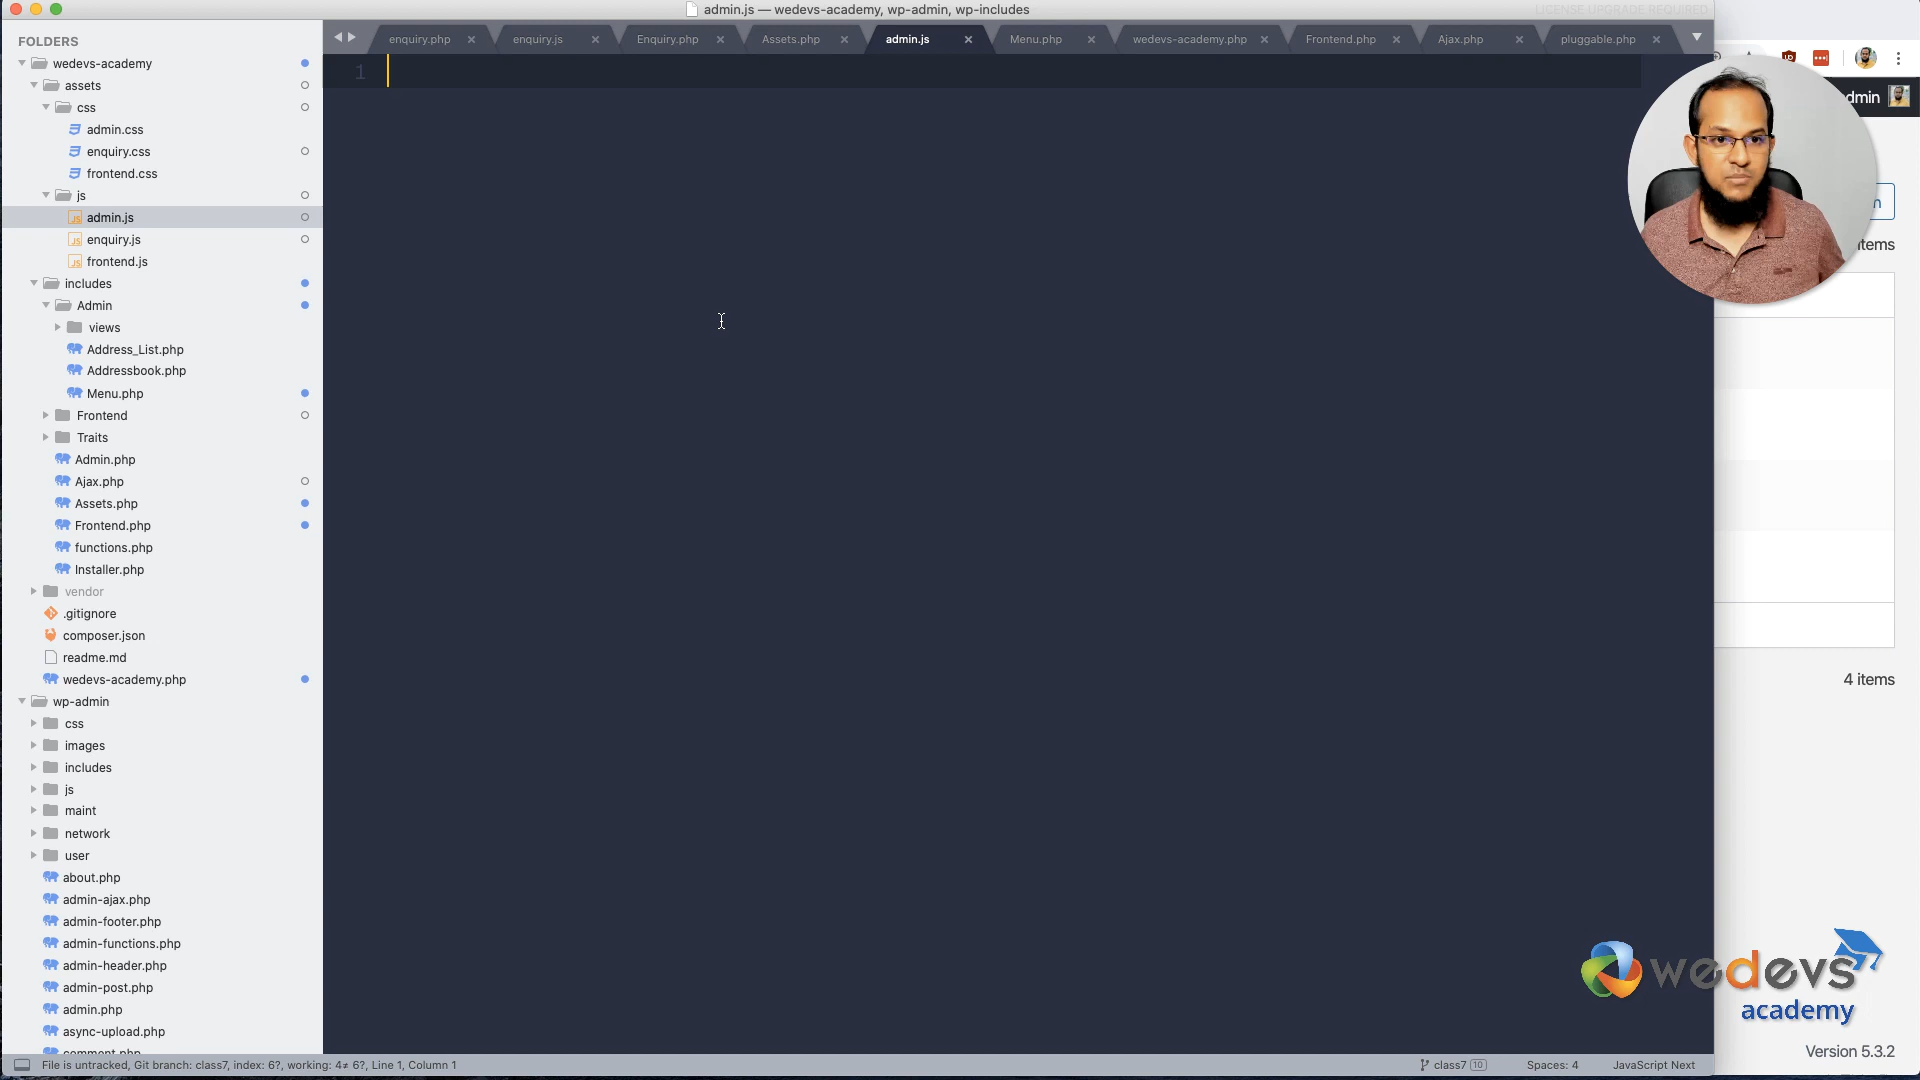 admin.js — wedevs-academy, wp-admin, wp-includes
LICENSE UPGRADE REQUIRED
FOLDERS
wedevs-academy
assets
css
admin.css
enquiry.css
frontend.css
js
admin.js
enquiry.js
frontend.js
includes
Admin
views
Address_List.php
Addressbook.php
Menu.php
Frontend
Traits
Admin.php
Ajax.php
Assets.php
Frontend.php
functions.php
Installer.php
vendor
.gitignore
composer.json
readme.md
wedevs-academy.php
wp-admin
css
images
includes
js
maint
network
user
about.php
admin-ajax.php
admin-footer.php
admin-functions.php
admin-header.php
admin-post.php
admin.php
async-upload.php
comment.php
enquiry.php enquiry.js Enquiry.php Assets.php admin.js Menu.php wedevs-academy.php Frontend.php Ajax.php pluggable.php
1
dmin
n
items
4 items
wedevs
academy
Version 5.3.2
File is untracked, Git branch: class7, index: 6?, working: 4≠ 6?, Line 1, Column 1
class7 10
Spaces: 4
JavaScript Next